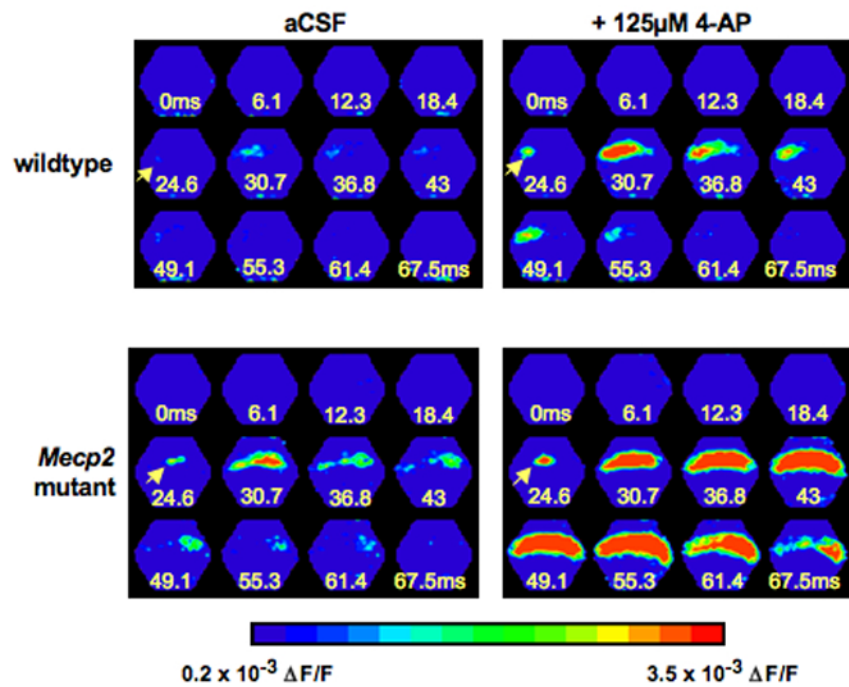 aCSF
+ 125µM 4-AP
wildtype
0ms 6.1 12.3 18.4
24.6 30.7 36.8 43
49.1 55.3 61.4 67.5ms
0ms 6.1 12.3 18.4
24.6 30.7 36.8 43
49.1 55.3 61.4 67.5ms
Mecp2
mutant
0ms 6.1 12.3 18.4
24.6 30.7 36.8 43
49.1 55.3 61.4 67.5ms
0ms 6.1 12.3 18.4
24.6 30.7 36.8 43
49.1 55.3 61.4 67.5ms
0.2 x 10⁻³ ΔF/F
3.5 x 10⁻³ ΔF/F